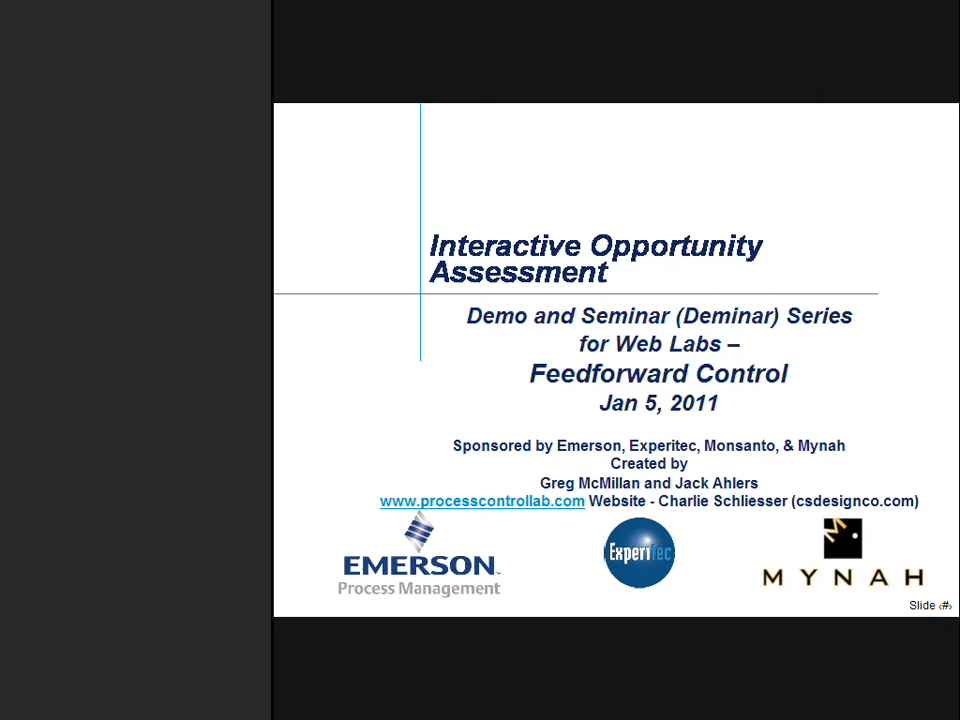 Interactive Opportunity
Assessment
Demo and Seminar (Deminar) Series
for Web Labs –
Feedforward Control
Jan 5, 2011
Sponsored by Emerson, Experitec, Monsanto, & Mynah
Created by
Greg McMillan and Jack Ahlers
www.processcontrollab.com Website - Charlie Schliesser (csdesignco.com)
EMERSON™
Process Management
Experitec
M
MYNAH
Slide ‹#›